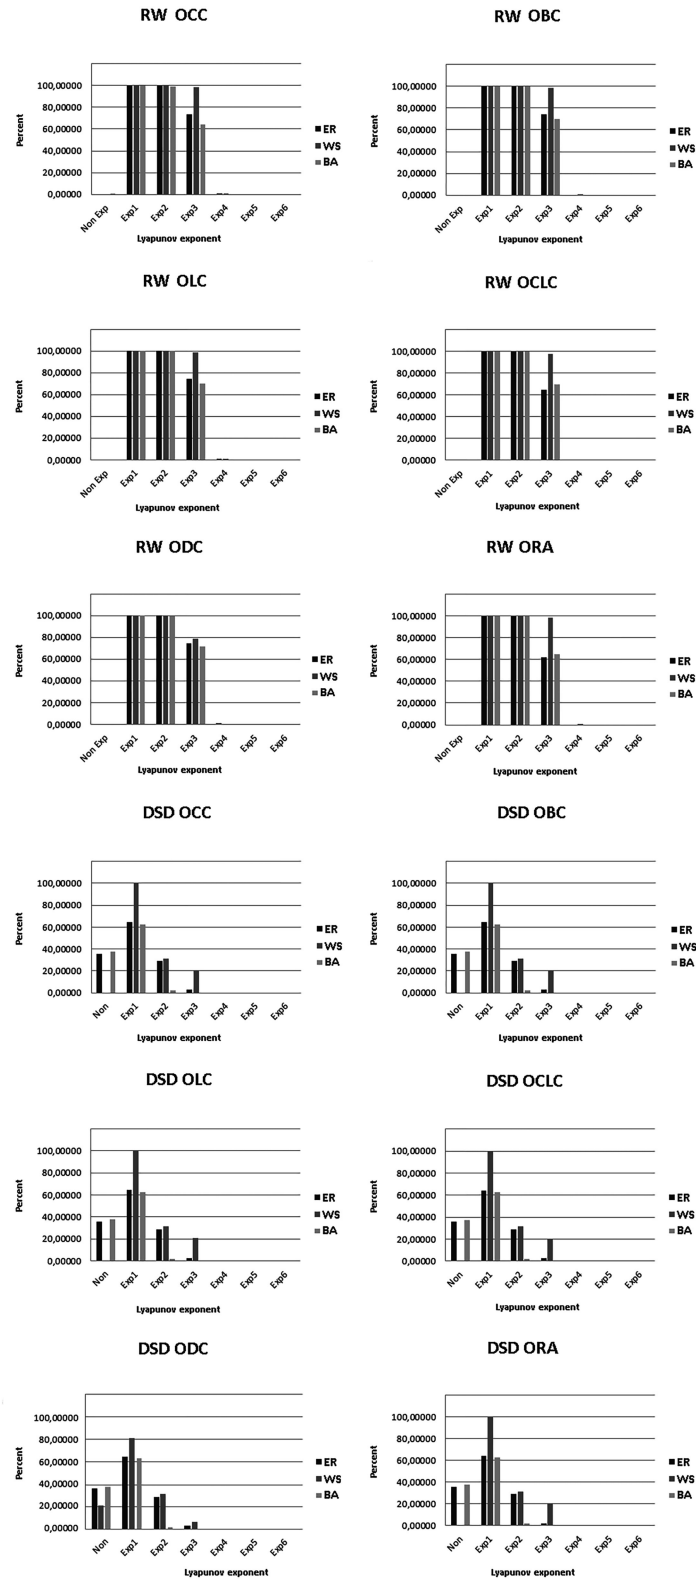 RW OCC
Percent
100,00000
80,00000
60,00000
40,00000
20,00000
0,00000
Non Exp
Exp1
Exp2
Exp3
Exp4
Exp5
Exp6
Lyapunov exponent
ER
WS
BA
RW OBC
Percent
100,00000
80,00000
60,00000
40,00000
20,00000
0,00000
Non Exp
Exp1
Exp2
Exp3
Exp4
Exp5
Exp6
Lyapunov exponent
ER
WS
BA
RW OLC
Percent
100,00000
80,00000
60,00000
40,00000
20,00000
0,00000
Non Exp
Exp1
Exp2
Exp3
Exp4
Exp5
Exp6
Lyapunov exponent
ER
WS
BA
RW OCLC
Percent
100,00000
80,00000
60,00000
40,00000
20,00000
0,00000
Non Exp
Exp1
Exp2
Exp3
Exp4
Exp5
Exp6
Lyapunov exponent
ER
WS
BA
RW ODC
Percent
100,00000
80,00000
60,00000
40,00000
20,00000
0,00000
Non Exp
Exp1
Exp2
Exp3
Exp4
Exp5
Exp6
Lyapunov exponent
ER
WS
BA
RW ORA
Percent
100,00000
80,00000
60,00000
40,00000
20,00000
0,00000
Non Exp
Exp1
Exp2
Exp3
Exp4
Exp5
Exp6
Lyapunov exponent
ER
WS
BA
DSD OCC
Percent
100,00000
80,00000
60,00000
40,00000
20,00000
0,00000
Non
Exp1
Exp2
Exp3
Exp4
Exp5
Exp6
Lyapunov exponent
ER
WS
BA
DSD OBC
Percent
100,00000
80,00000
60,00000
40,00000
20,00000
0,00000
Non
Exp1
Exp2
Exp3
Exp4
Exp5
Exp6
Lyapunov exponent
ER
WS
BA
DSD OLC
Percent
100,00000
80,00000
60,00000
40,00000
20,00000
0,00000
Non
Exp1
Exp2
Exp3
Exp4
Exp5
Exp6
Lyapunov exponent
ER
WS
BA
DSD OCLC
Percent
100,00000
80,00000
60,00000
40,00000
20,00000
0,00000
Non
Exp1
Exp2
Exp3
Exp4
Exp5
Exp6
Lyapunov exponent
ER
WS
BA
DSD ODC
Percent
100,00000
80,00000
60,00000
40,00000
20,00000
0,00000
Non
Exp1
Exp2
Exp3
Exp4
Exp5
Exp6
Lyapunov exponent
ER
WS
BA
DSD ORA
Percent
100,00000
80,00000
60,00000
40,00000
20,00000
0,00000
Non
Exp1
Exp2
Exp3
Exp4
Exp5
Exp6
Lyapunov exponent
ER
WS
BA